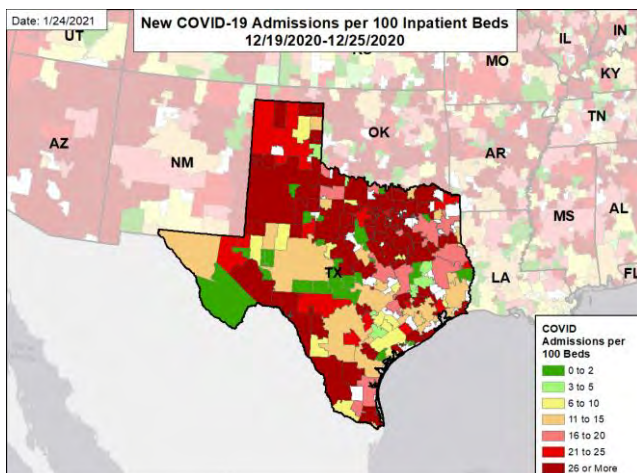 Date: 1/24/2021
New COVID-19 Admissions per 100 Inpatient Beds
12/19/2020-12/25/2020
UT
IL
IN
MO
KY
AZ
NM
OK
AR
TN
MS
AL
TX
LA
FL
COVID
Admissions per
100 Beds
0 to 2
3 to 5
6 to 10
11 to 15
16 to 20
21 to 25
26 or More